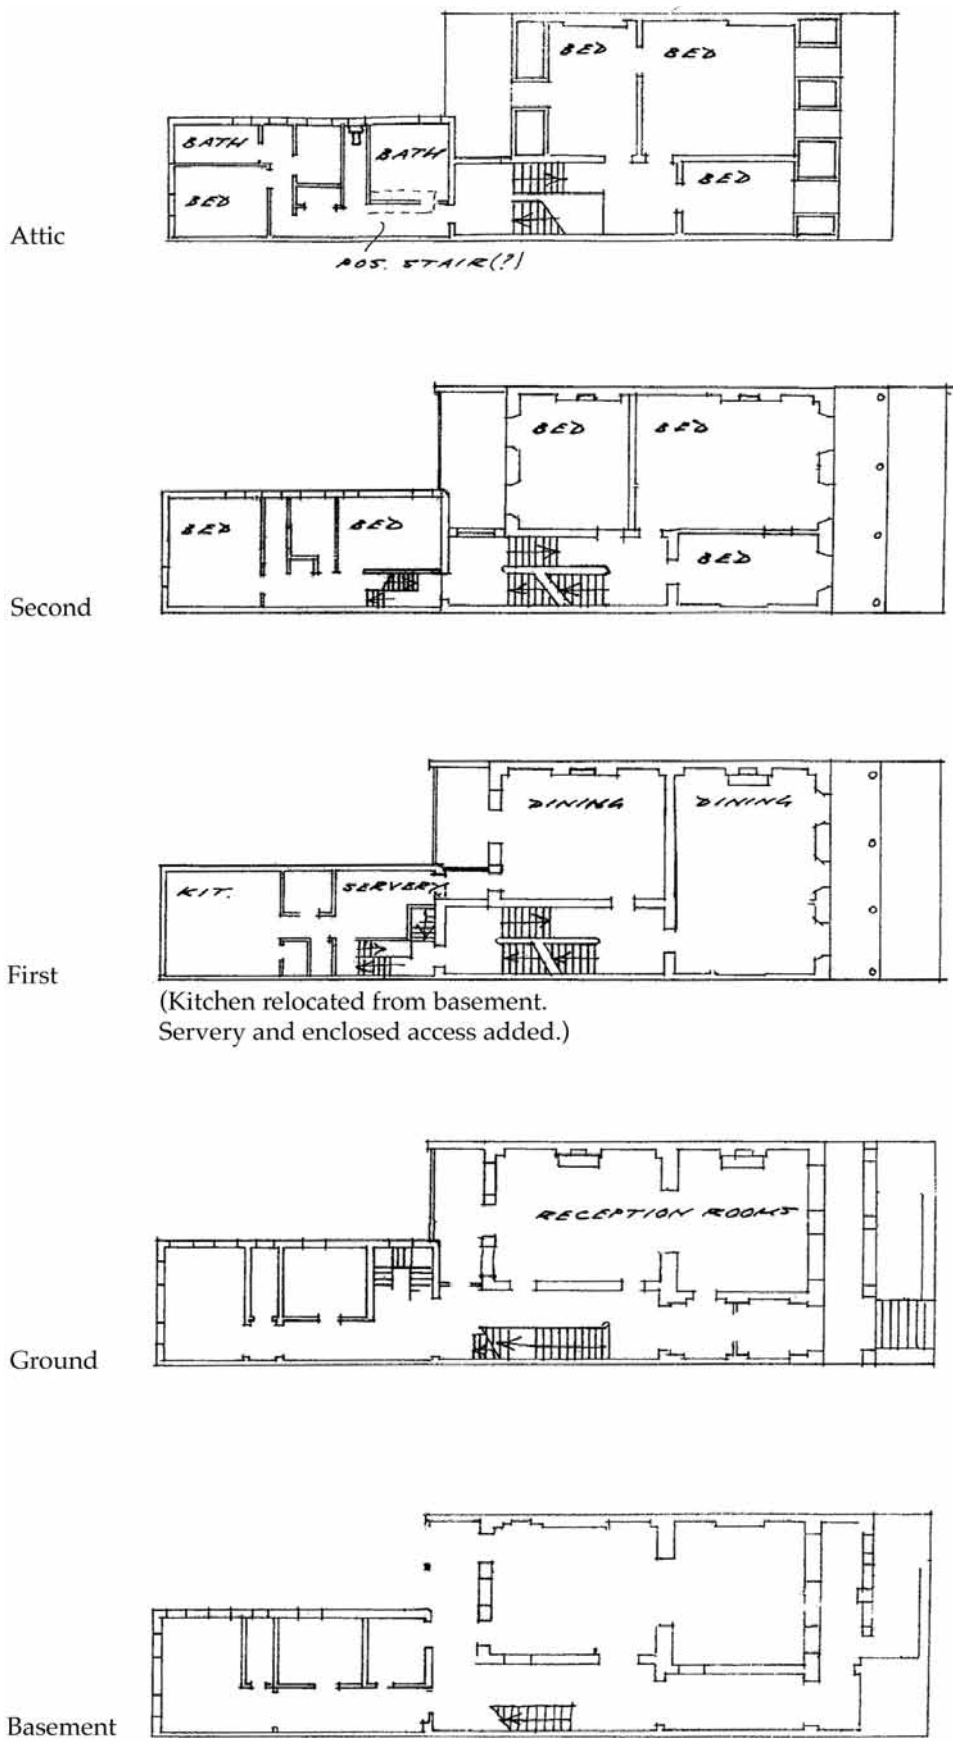 BED
BED
BATH
BATH
BED
BED
Attic
POS. STAIR(?)
BED
BED
BED
BED
BED
Second
DINING
DINING
KIT.
SERVERY
First
(Kitchen relocated from basement.
Servery and enclosed access added.)
RECEPTION ROOMS
Ground
Basement